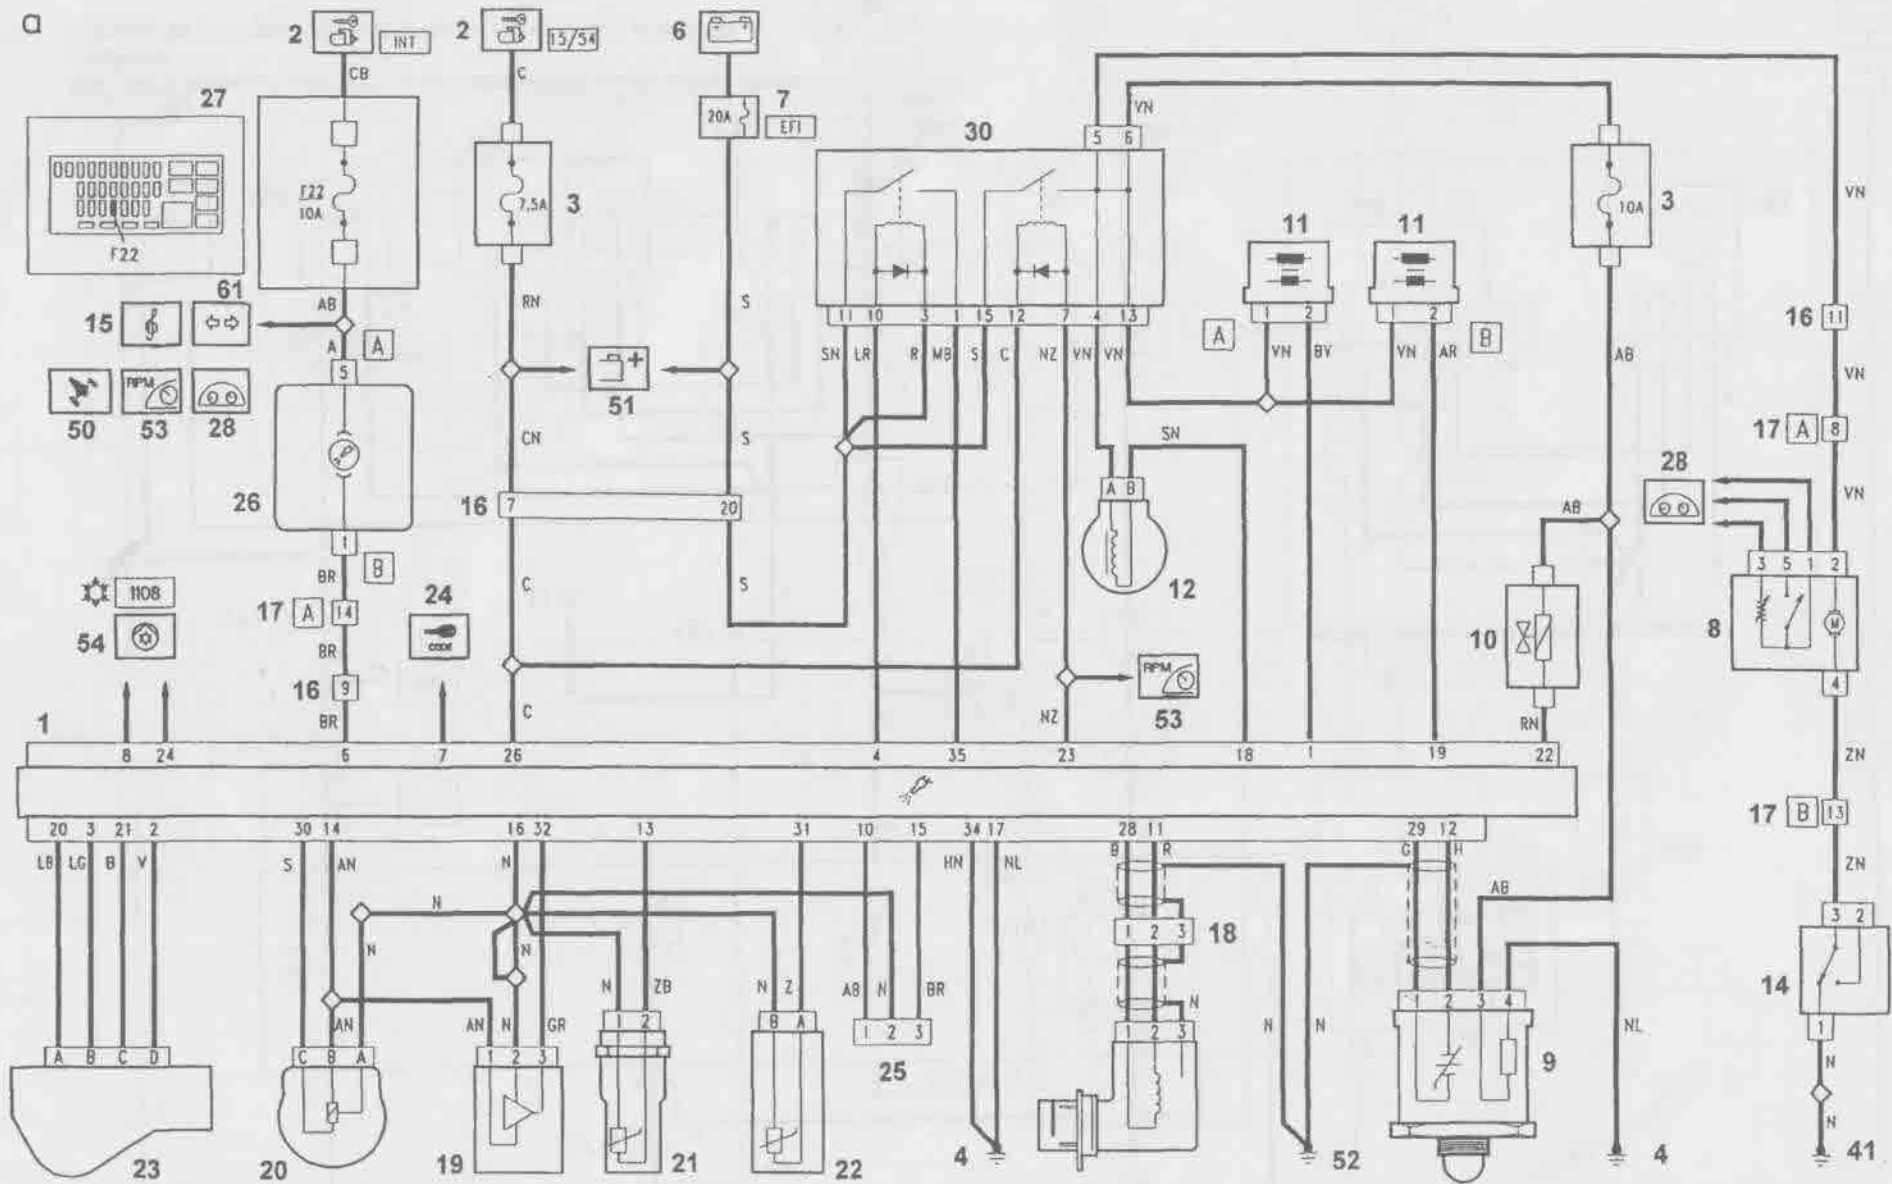 a
2 INT 2 15/54 6
CB C
27 20A 7 EFI 30 VN
5 6
F22 10A 7,5A 3 10A 3 VN
F22
11 11
AB 61 RN S
11 10 3 1 15 12 7 4 13 1 2 1 2
15 A A SN LR R MB S C NZ VN VN A VN BV VN AR B AB 16 11
5 VN
RPM
50 53 28 51
CN S SN 17 A 8
28
26 16 7 20 A B AB VN
1 B 12 3 5 1 2
BR
1108 24 C S M
17 A 14 CODE 10 8
54 BR
16 9 RPM 4
BR C NZ 53 RN
1 ZN
8 24 6 7 26 4 35 23 18 1 19 22
17 B 13
20 3 21 2 30 14 16 32 13 31 10 15 34 17 28 11 29 12
LB LG B V S AN N HN NL B R G H ZN
AB
N 3 2
1 2 3 18
N N
N ZB N Z AB N BR N 1 2 3 4 14
AN AN N GR 1 2 B A 1 2 3 1 2 3 N N NL 1
A B C D C B A 1 2 3 25 9 N
N
23 20 19 21 22 4 52 4 41